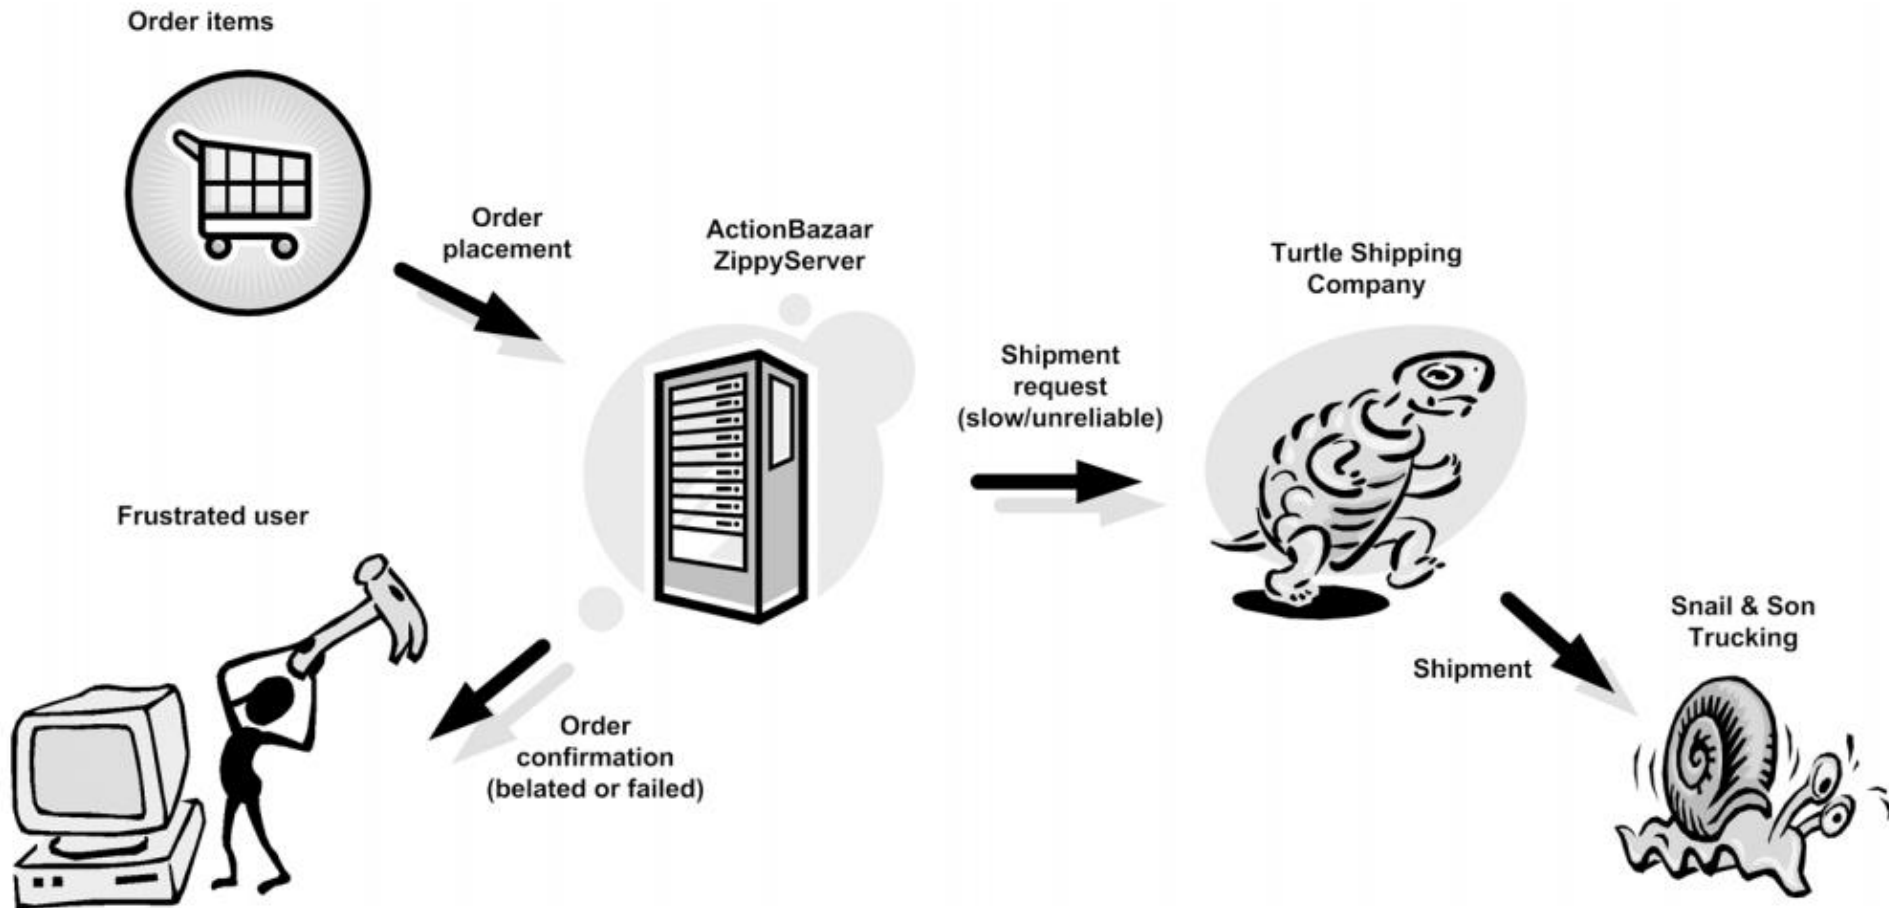 Order items
Order
placement
ActionBazaar
ZippyServer
Turtle Shipping
Company
Shipment
request
(slow/unreliable)
Frustrated user
Order
confirmation
(belated or failed)
Shipment
Snail & Son
Trucking